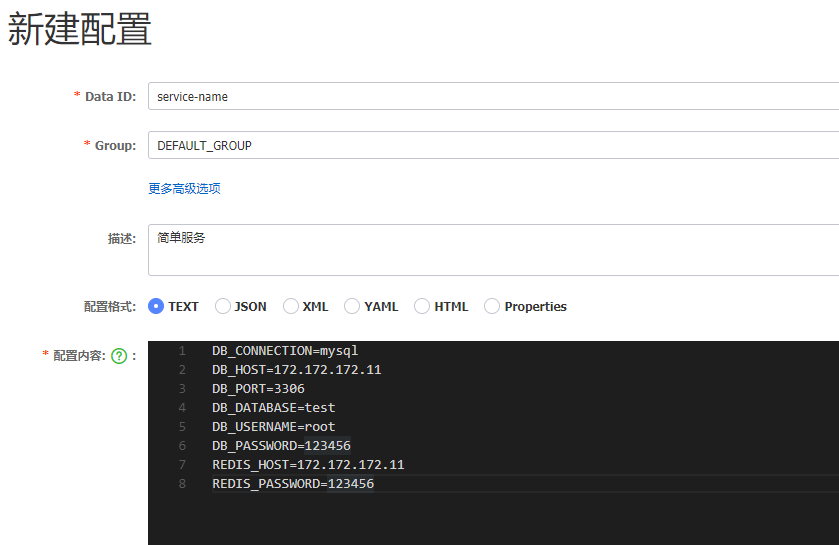 新建配置
* Data ID: service-name
* Group: DEFAULT_GROUP
更多高级选项
描述: 简单服务
配置格式: TEXT JSON XML YAML HTML Properties
* 配置内容: ? :
1 DB_CONNECTION=mysql
2 DB_HOST=172.172.172.11
3 DB_PORT=3306
4 DB_DATABASE=test
5 DB_USERNAME=root
6 DB_PASSWORD=123456
7 REDIS_HOST=172.172.172.11
8 REDIS_PASSWORD=123456